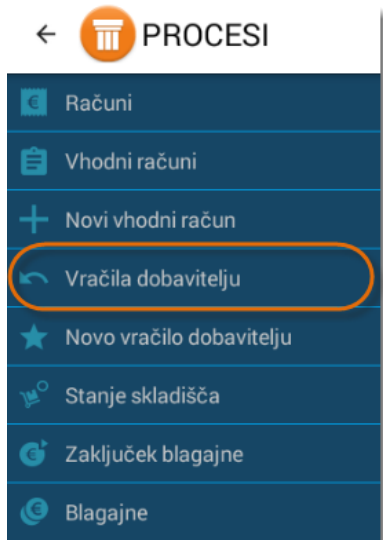 PROCESI
Računi
Vhodni računi
Novi vhodni račun
Vračila dobavitelju
Novo vračilo dobavitelju
Stanje skladišča
Zaključek blagajne
Blagajne